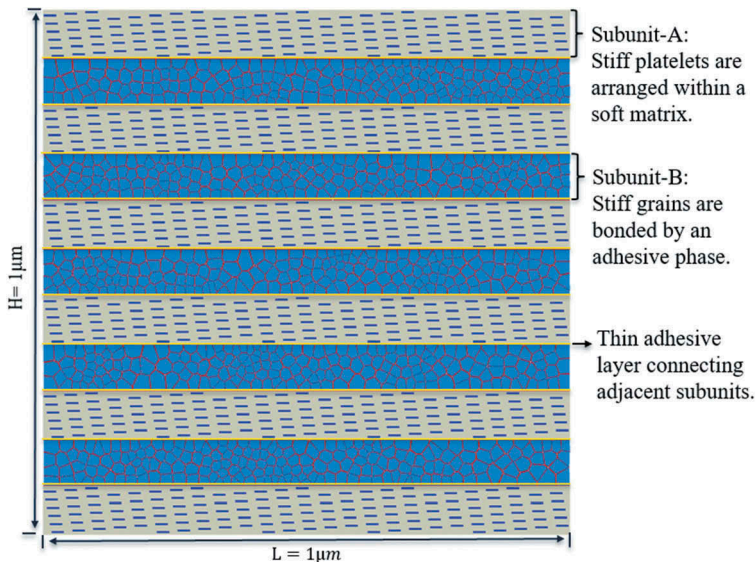 Subunit-A:
Stiff platelets are
arranged within a
soft matrix.
Subunit-B:
Stiff grains are
bonded by an
adhesive phase.
Thin adhesive
layer connecting
adjacent subunits.
H= 1μm
L = 1μm